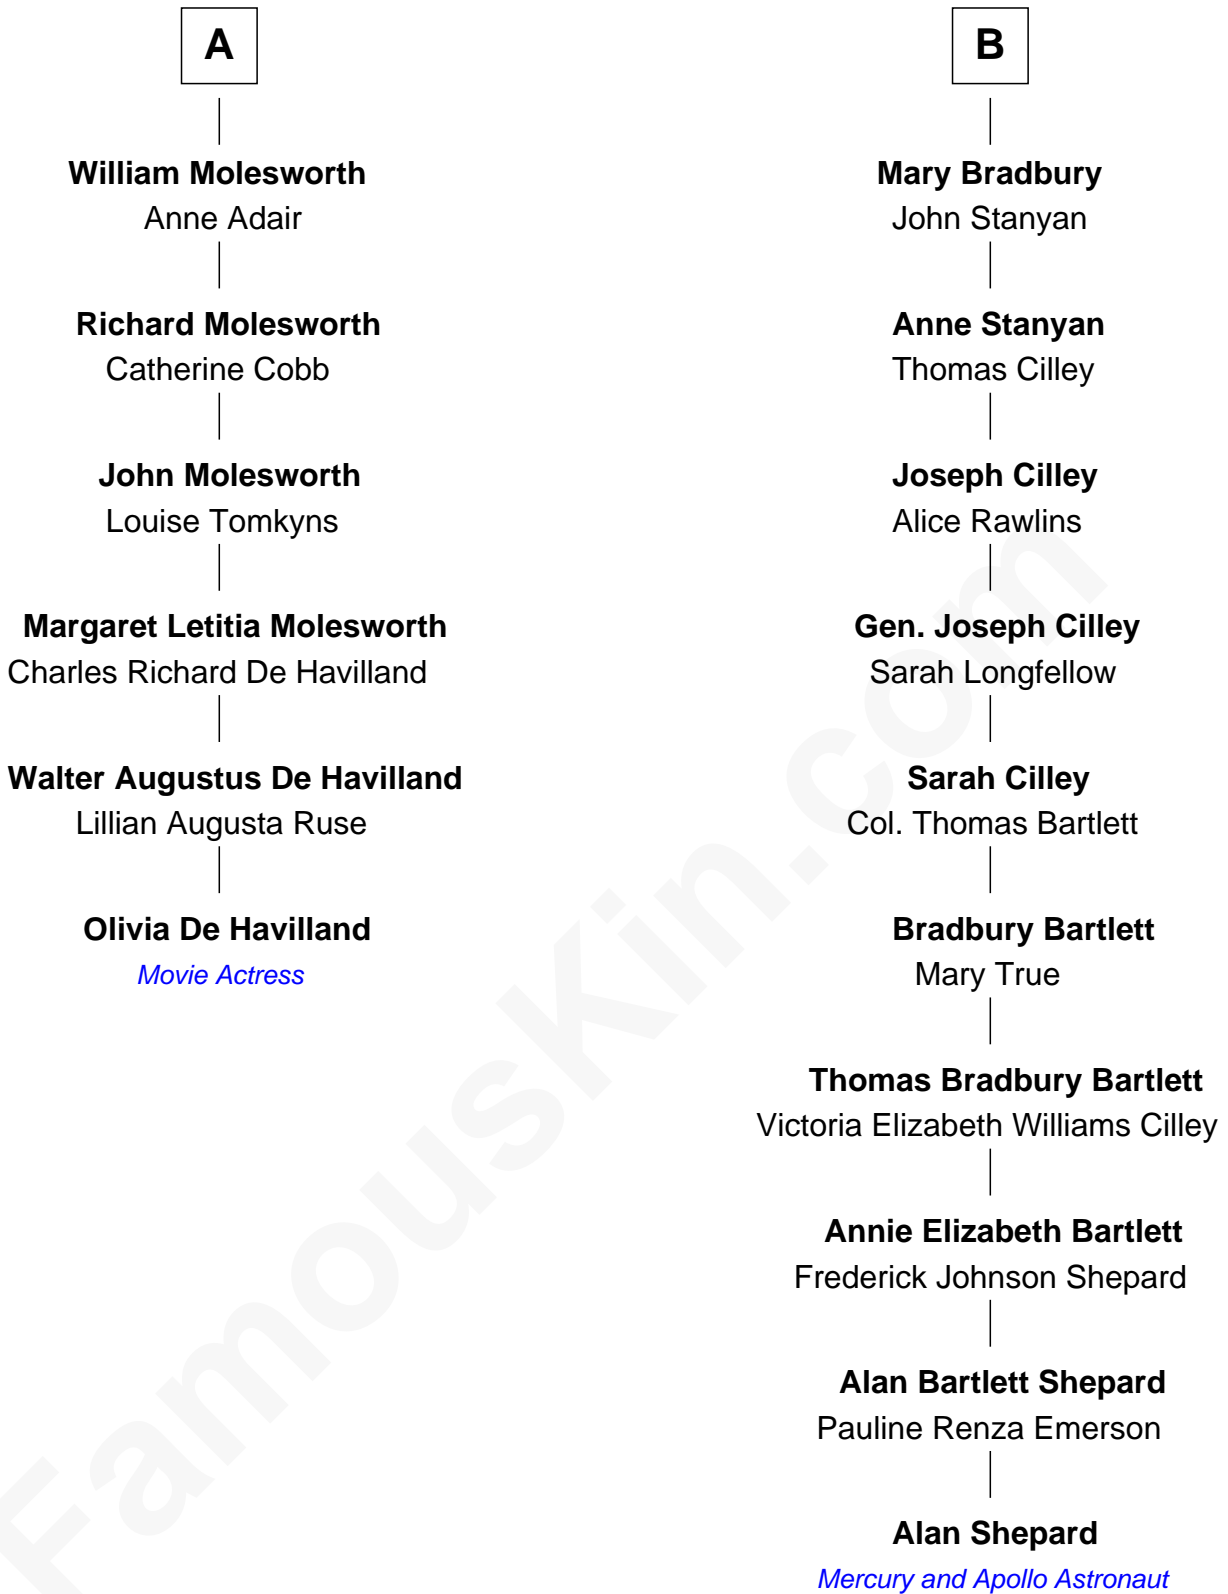 A
William Molesworth
Anne Adair
Richard Molesworth
Catherine Cobb
John Molesworth
Louise Tomkyns
Margaret Letitia Molesworth
Charles Richard De Havilland
Walter Augustus De Havilland
Lillian Augusta Ruse
Olivia De Havilland
Movie Actress
B
Mary Bradbury
John Stanyan
Anne Stanyan
Thomas Cilley
Joseph Cilley
Alice Rawlins
Gen. Joseph Cilley
Sarah Longfellow
Sarah Cilley
Col. Thomas Bartlett
Bradbury Bartlett
Mary True
Thomas Bradbury Bartlett
Victoria Elizabeth Williams Cilley
Annie Elizabeth Bartlett
Frederick Johnson Shepard
Alan Bartlett Shepard
Pauline Renza Emerson
Alan Shepard
Mercury and Apollo Astronaut
FamousKin.com